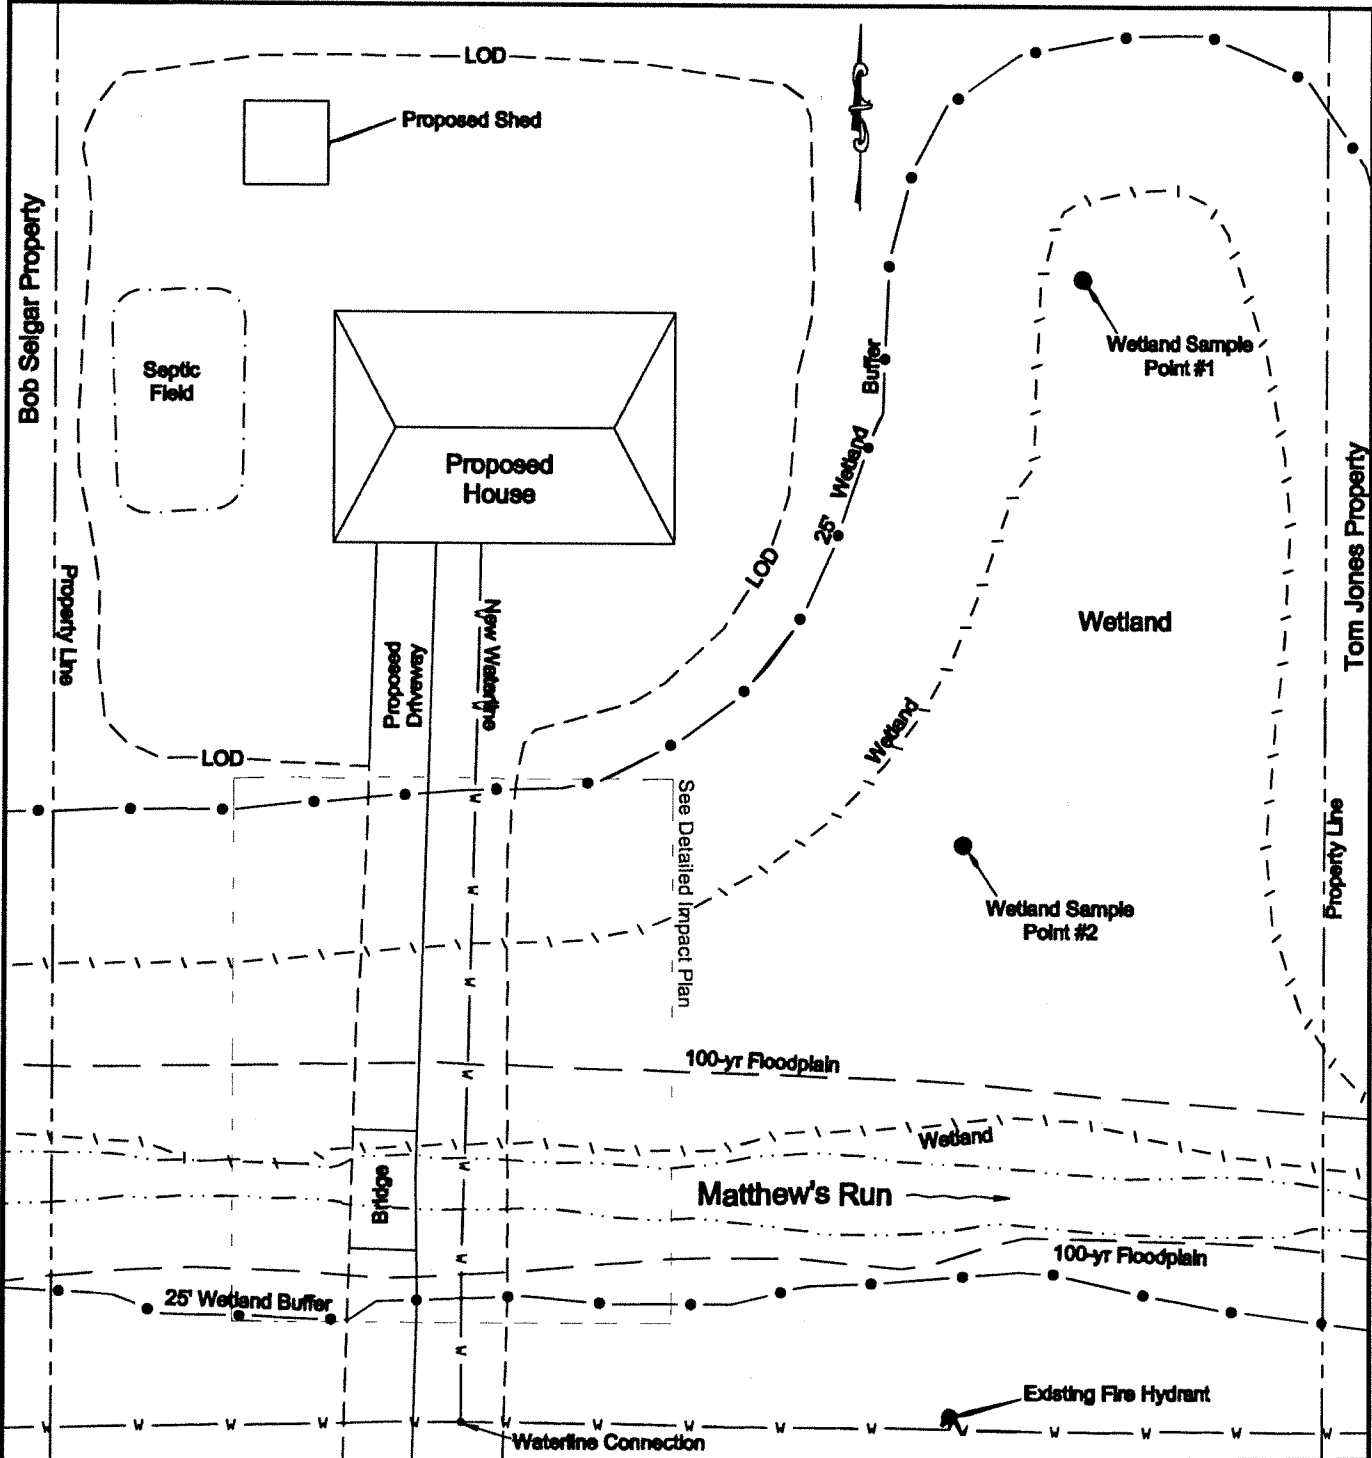 LOD
Proposed Shed
Bob Selgar Property
Septic
Field
Proposed
House
Wetland Sample
Point #1
25' Wetland Buffer
LOD
Tom Jones Property
Property Line
Proposed
Driveway
New Waterline
W
W
Wetland
Wetland
LOD
See Detailed Impact Plan
Property Line
W
W
W
W
W
W
W
Wetland Sample
Point #2
100-yr Floodplain
Wetland
Bridge
Matthew's Run
100-yr Floodplain
25' Wetland Buffer
Existing Fire Hydrant
W W W W W W W W W W W W W W
Waterline Connection